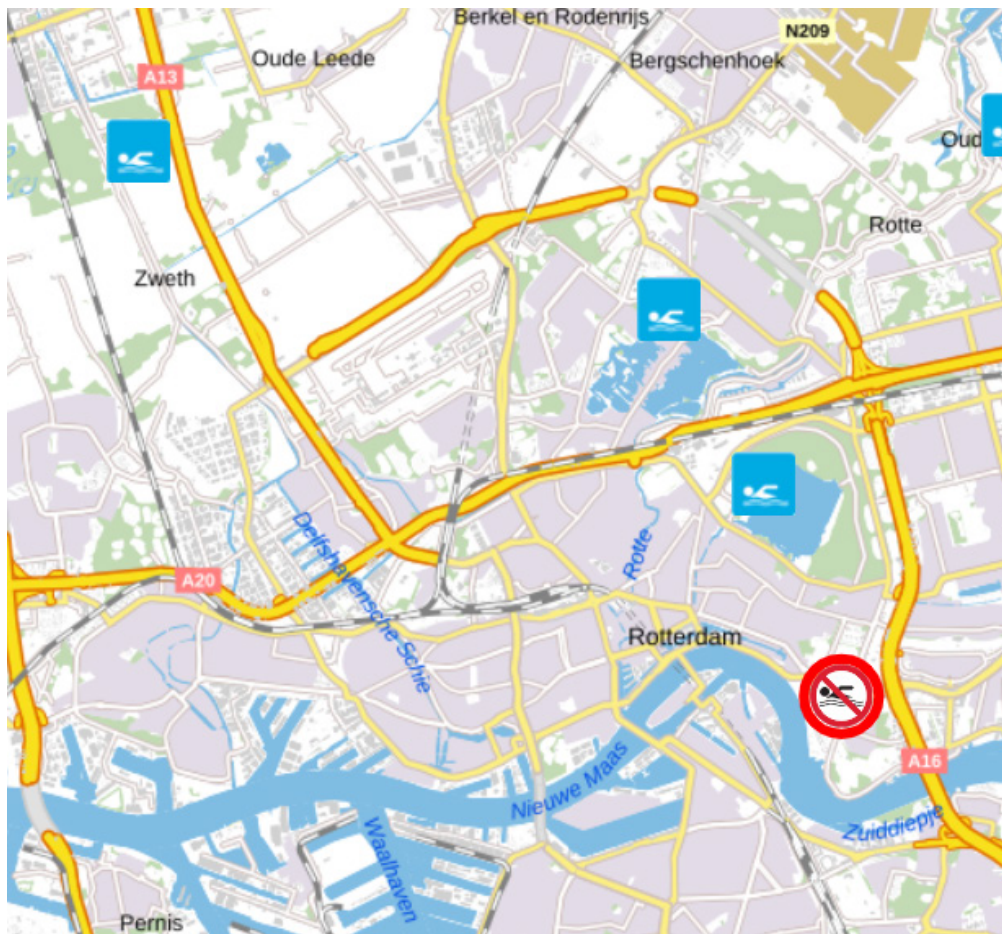 Berkel en Rodenrijs
N209
Oude Leede
Bergschenhoek
A13
Oud
Rotte
Zweth
Delfshavensche Schie
Rotte
A20
Rotterdam
Nieuwe Maas
A16
Zuiddiepje
Waalhaven
Pernis